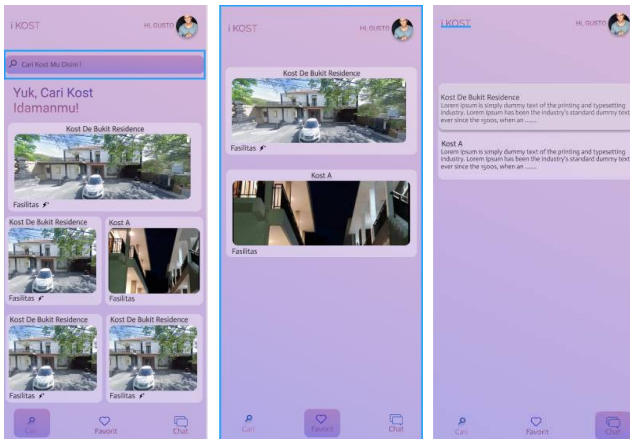 i KOST
HI, GUSTO
Cari Kost Mu Disini !
Yuk, Cari Kost
Idamanmu!
Kost De Bukit Residence
Fasilitas
Kost De Bukit Residence
Kost A
Fasilitas
Fasilitas
Kost De Bukit Residence
Kost De Bukit Residence
Fasilitas
Fasilitas
Cari
Favorit
Chat
i KOST
HI, GUSTO
Kost De Bukit Residence
Fasilitas
Kost A
Fasilitas
Cari
Favorit
Chat
i KOST
HI, GUSTO
Kost De Bukit Residence
Lorem Ipsum is simply dummy text of the printing and typesetting
industry. Lorem Ipsum has been the industry's standard dummy text
ever since the 1500s, when an .......
Kost A
Lorem Ipsum is simply dummy text of the printing and typesetting
industry. Lorem Ipsum has been the industry's standard dummy text
ever since the 1500s, when an .......
Cari
Favorit
Chat